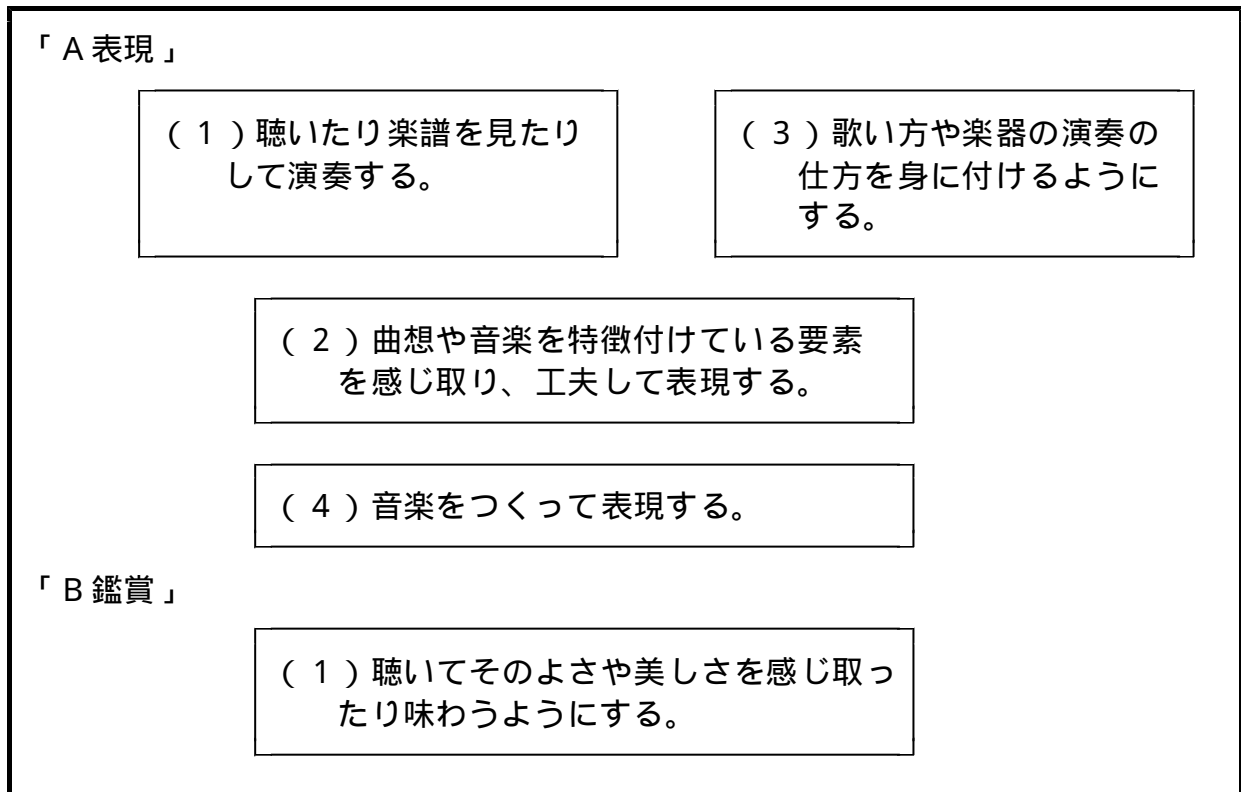 「A表現」
(1)聴いたり楽譜を見たり
して演奏する。
(3)歌い方や楽器の演奏の
仕方を身に付けるように
する。
(2)曲想や音楽を特徴付けている要素
を感じ取り、工夫して表現する。
(4)音楽をつくって表現する。
「B鑑賞」
(1)聴いてそのよさや美しさを感じ取っ
たり味わうようにする。